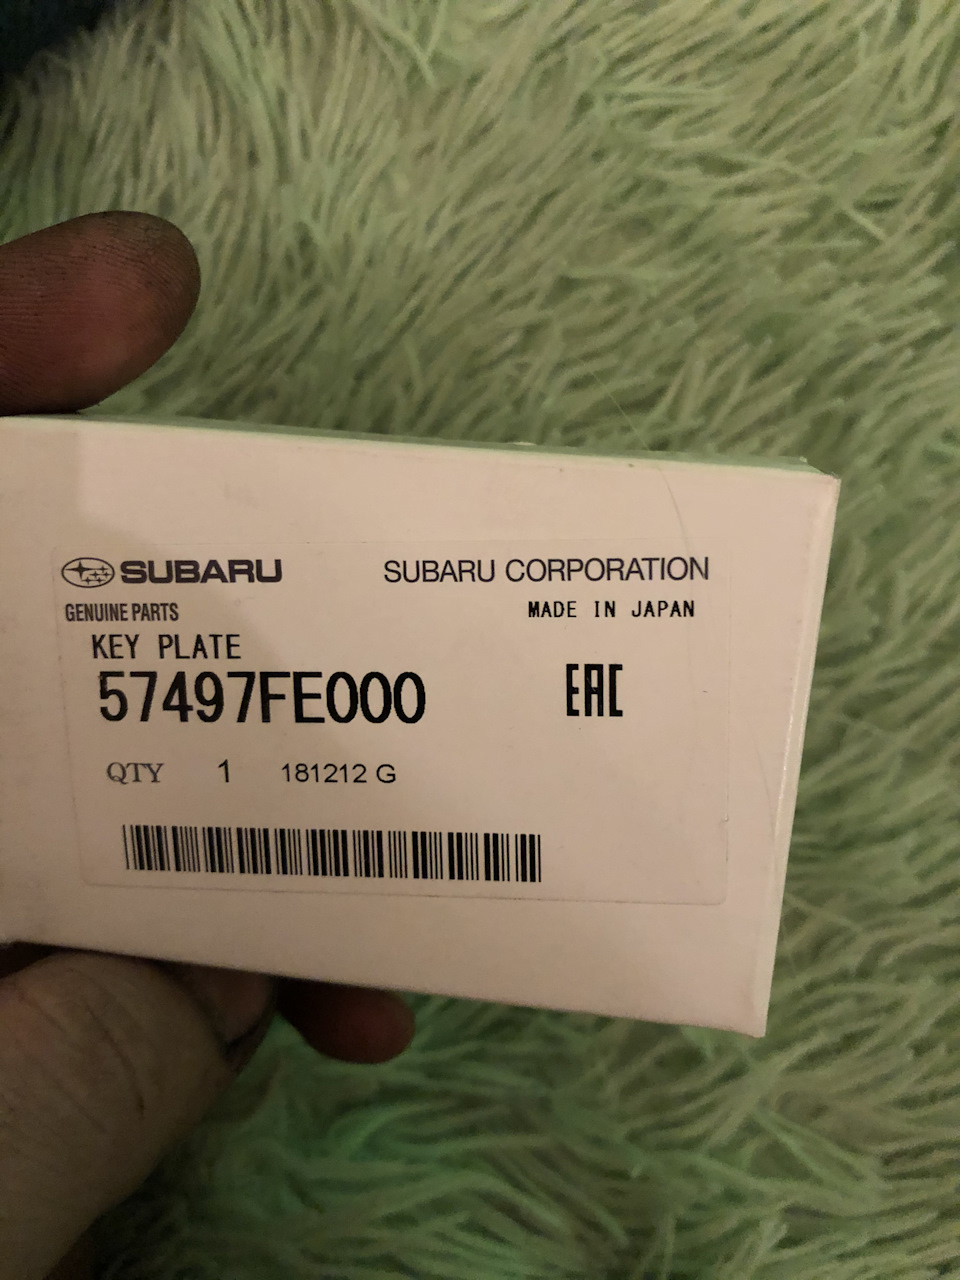 SUBARU SUBARU CORPORATION
GENUINE PARTS MADE IN JAPAN
KEY PLATE
57497FE000 EAC
QTY 1 181212 G